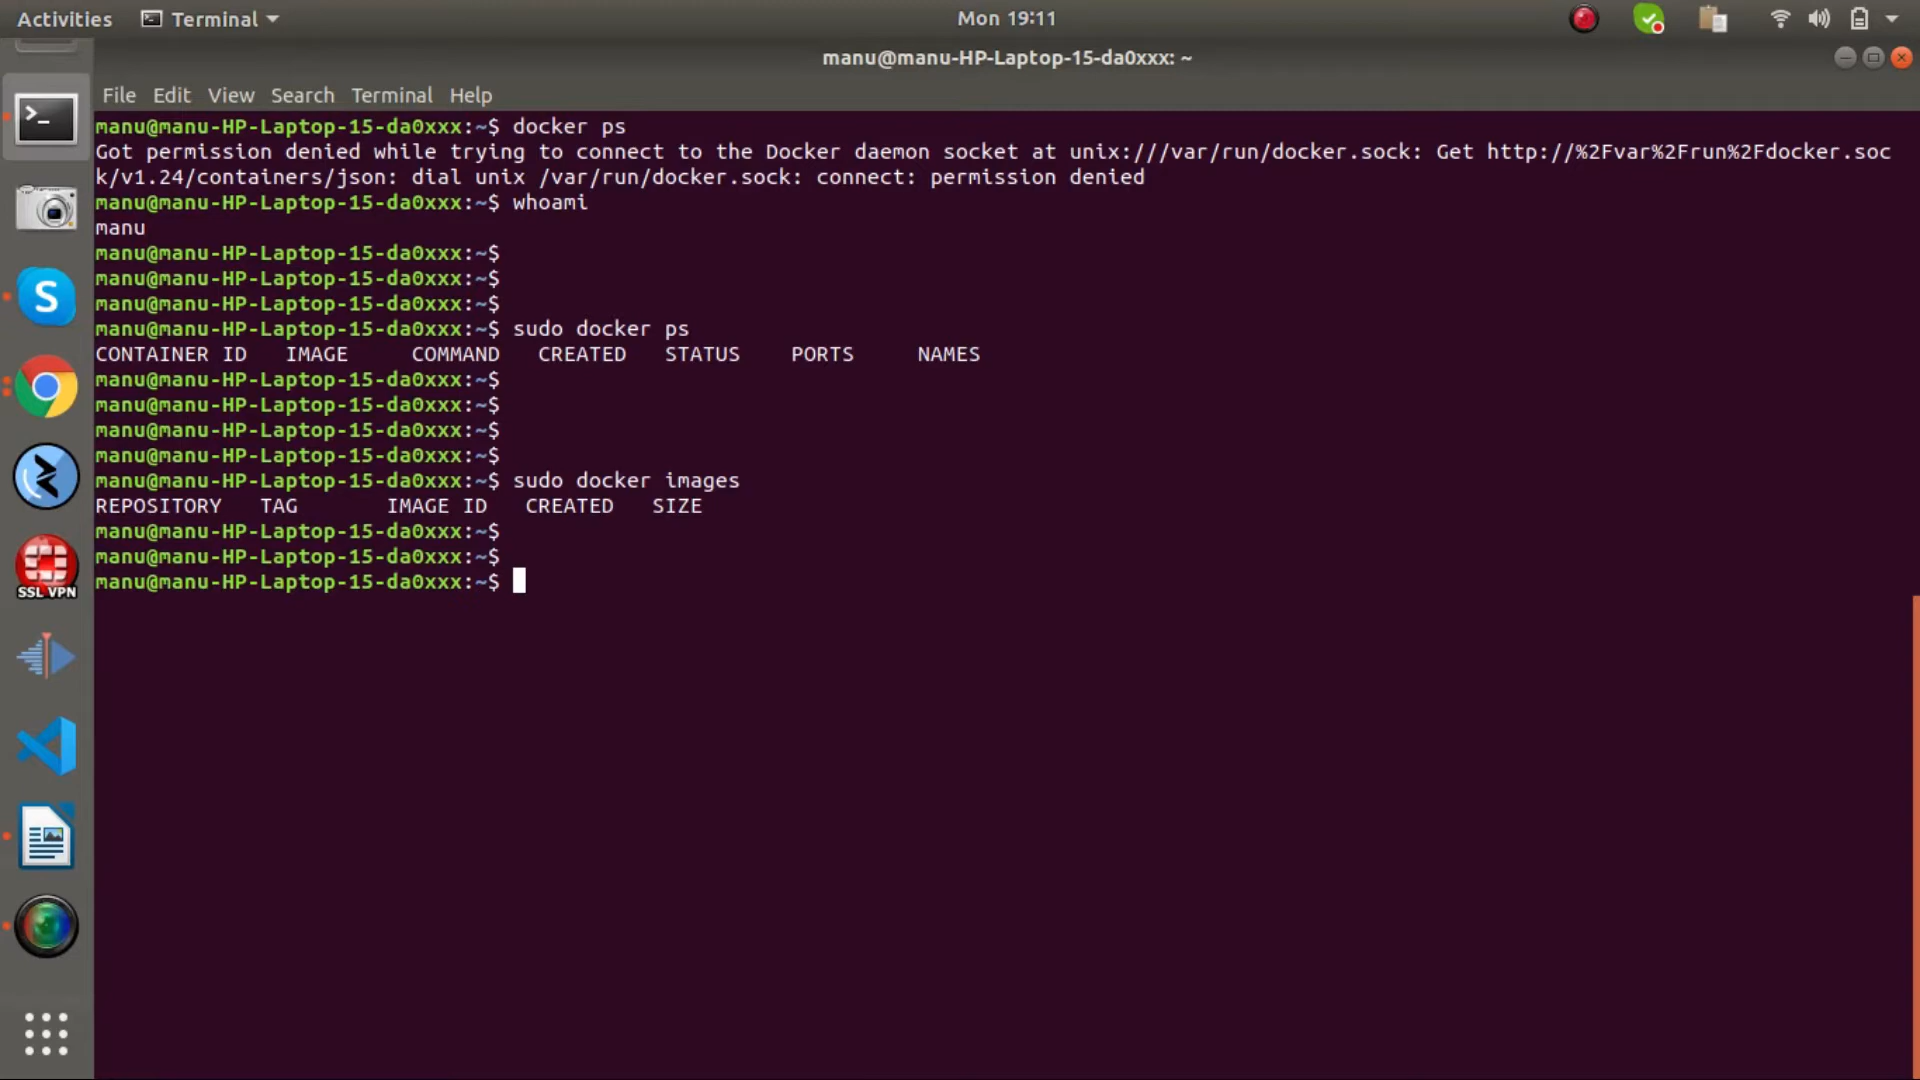 Activities Terminal Mon 19:11
manu@manu-HP-Laptop-15-da0xxx: ~
File Edit View Search Terminal Help
manu@manu-HP-Laptop-15-da0xxx:~$ docker ps
Got permission denied while trying to connect to the Docker daemon socket at unix:///var/run/docker.sock: Get http://%2Fvar%2Frun%2Fdocker.soc
k/v1.24/containers/json: dial unix /var/run/docker.sock: connect: permission denied
manu@manu-HP-Laptop-15-da0xxx:~$ whoami
manu
manu@manu-HP-Laptop-15-da0xxx:~$
manu@manu-HP-Laptop-15-da0xxx:~$
manu@manu-HP-Laptop-15-da0xxx:~$
manu@manu-HP-Laptop-15-da0xxx:~$ sudo docker ps
CONTAINER ID IMAGE COMMAND CREATED STATUS PORTS NAMES
manu@manu-HP-Laptop-15-da0xxx:~$
manu@manu-HP-Laptop-15-da0xxx:~$
manu@manu-HP-Laptop-15-da0xxx:~$
manu@manu-HP-Laptop-15-da0xxx:~$
manu@manu-HP-Laptop-15-da0xxx:~$ sudo docker images
REPOSITORY TAG IMAGE ID CREATED SIZE
manu@manu-HP-Laptop-15-da0xxx:~$
manu@manu-HP-Laptop-15-da0xxx:~$
manu@manu-HP-Laptop-15-da0xxx:~$
SSL VPN